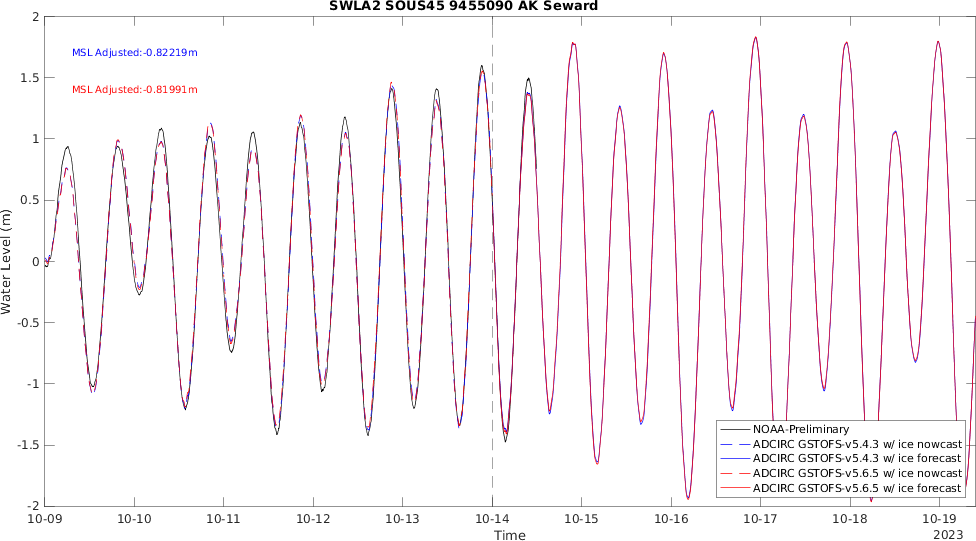 SWLA2 SOUS45 9455090 AK Seward
2
1.5
1
0.5
0
-0.5
-1
-1.5
-2
Water Level (m)
MSL Adjusted:-0.82219m
MSL Adjusted:-0.81991m
NOAA-Preliminary
ADCIRC GSTOFS-v5.4.3 w/ ice nowcast
ADCIRC GSTOFS-v5.4.3 w/ ice forecast
ADCIRC GSTOFS-v5.6.5 w/ ice nowcast
ADCIRC GSTOFS-v5.6.5 w/ ice forecast
10-09 10-10 10-11 10-12 10-13 10-14 10-15 10-16 10-17 10-18 10-19
Time
2023